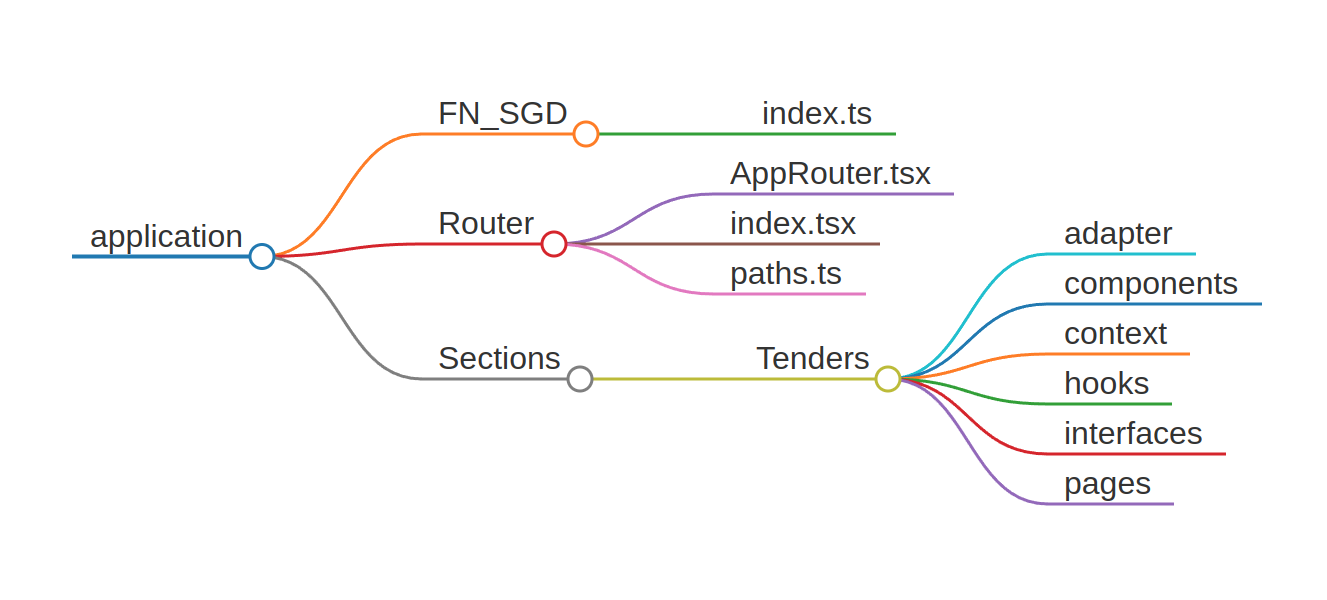 application
FN_SGD
index.ts
Router
AppRouter.tsx
index.tsx
paths.ts
Sections
Tenders
adapter
components
context
hooks
interfaces
pages